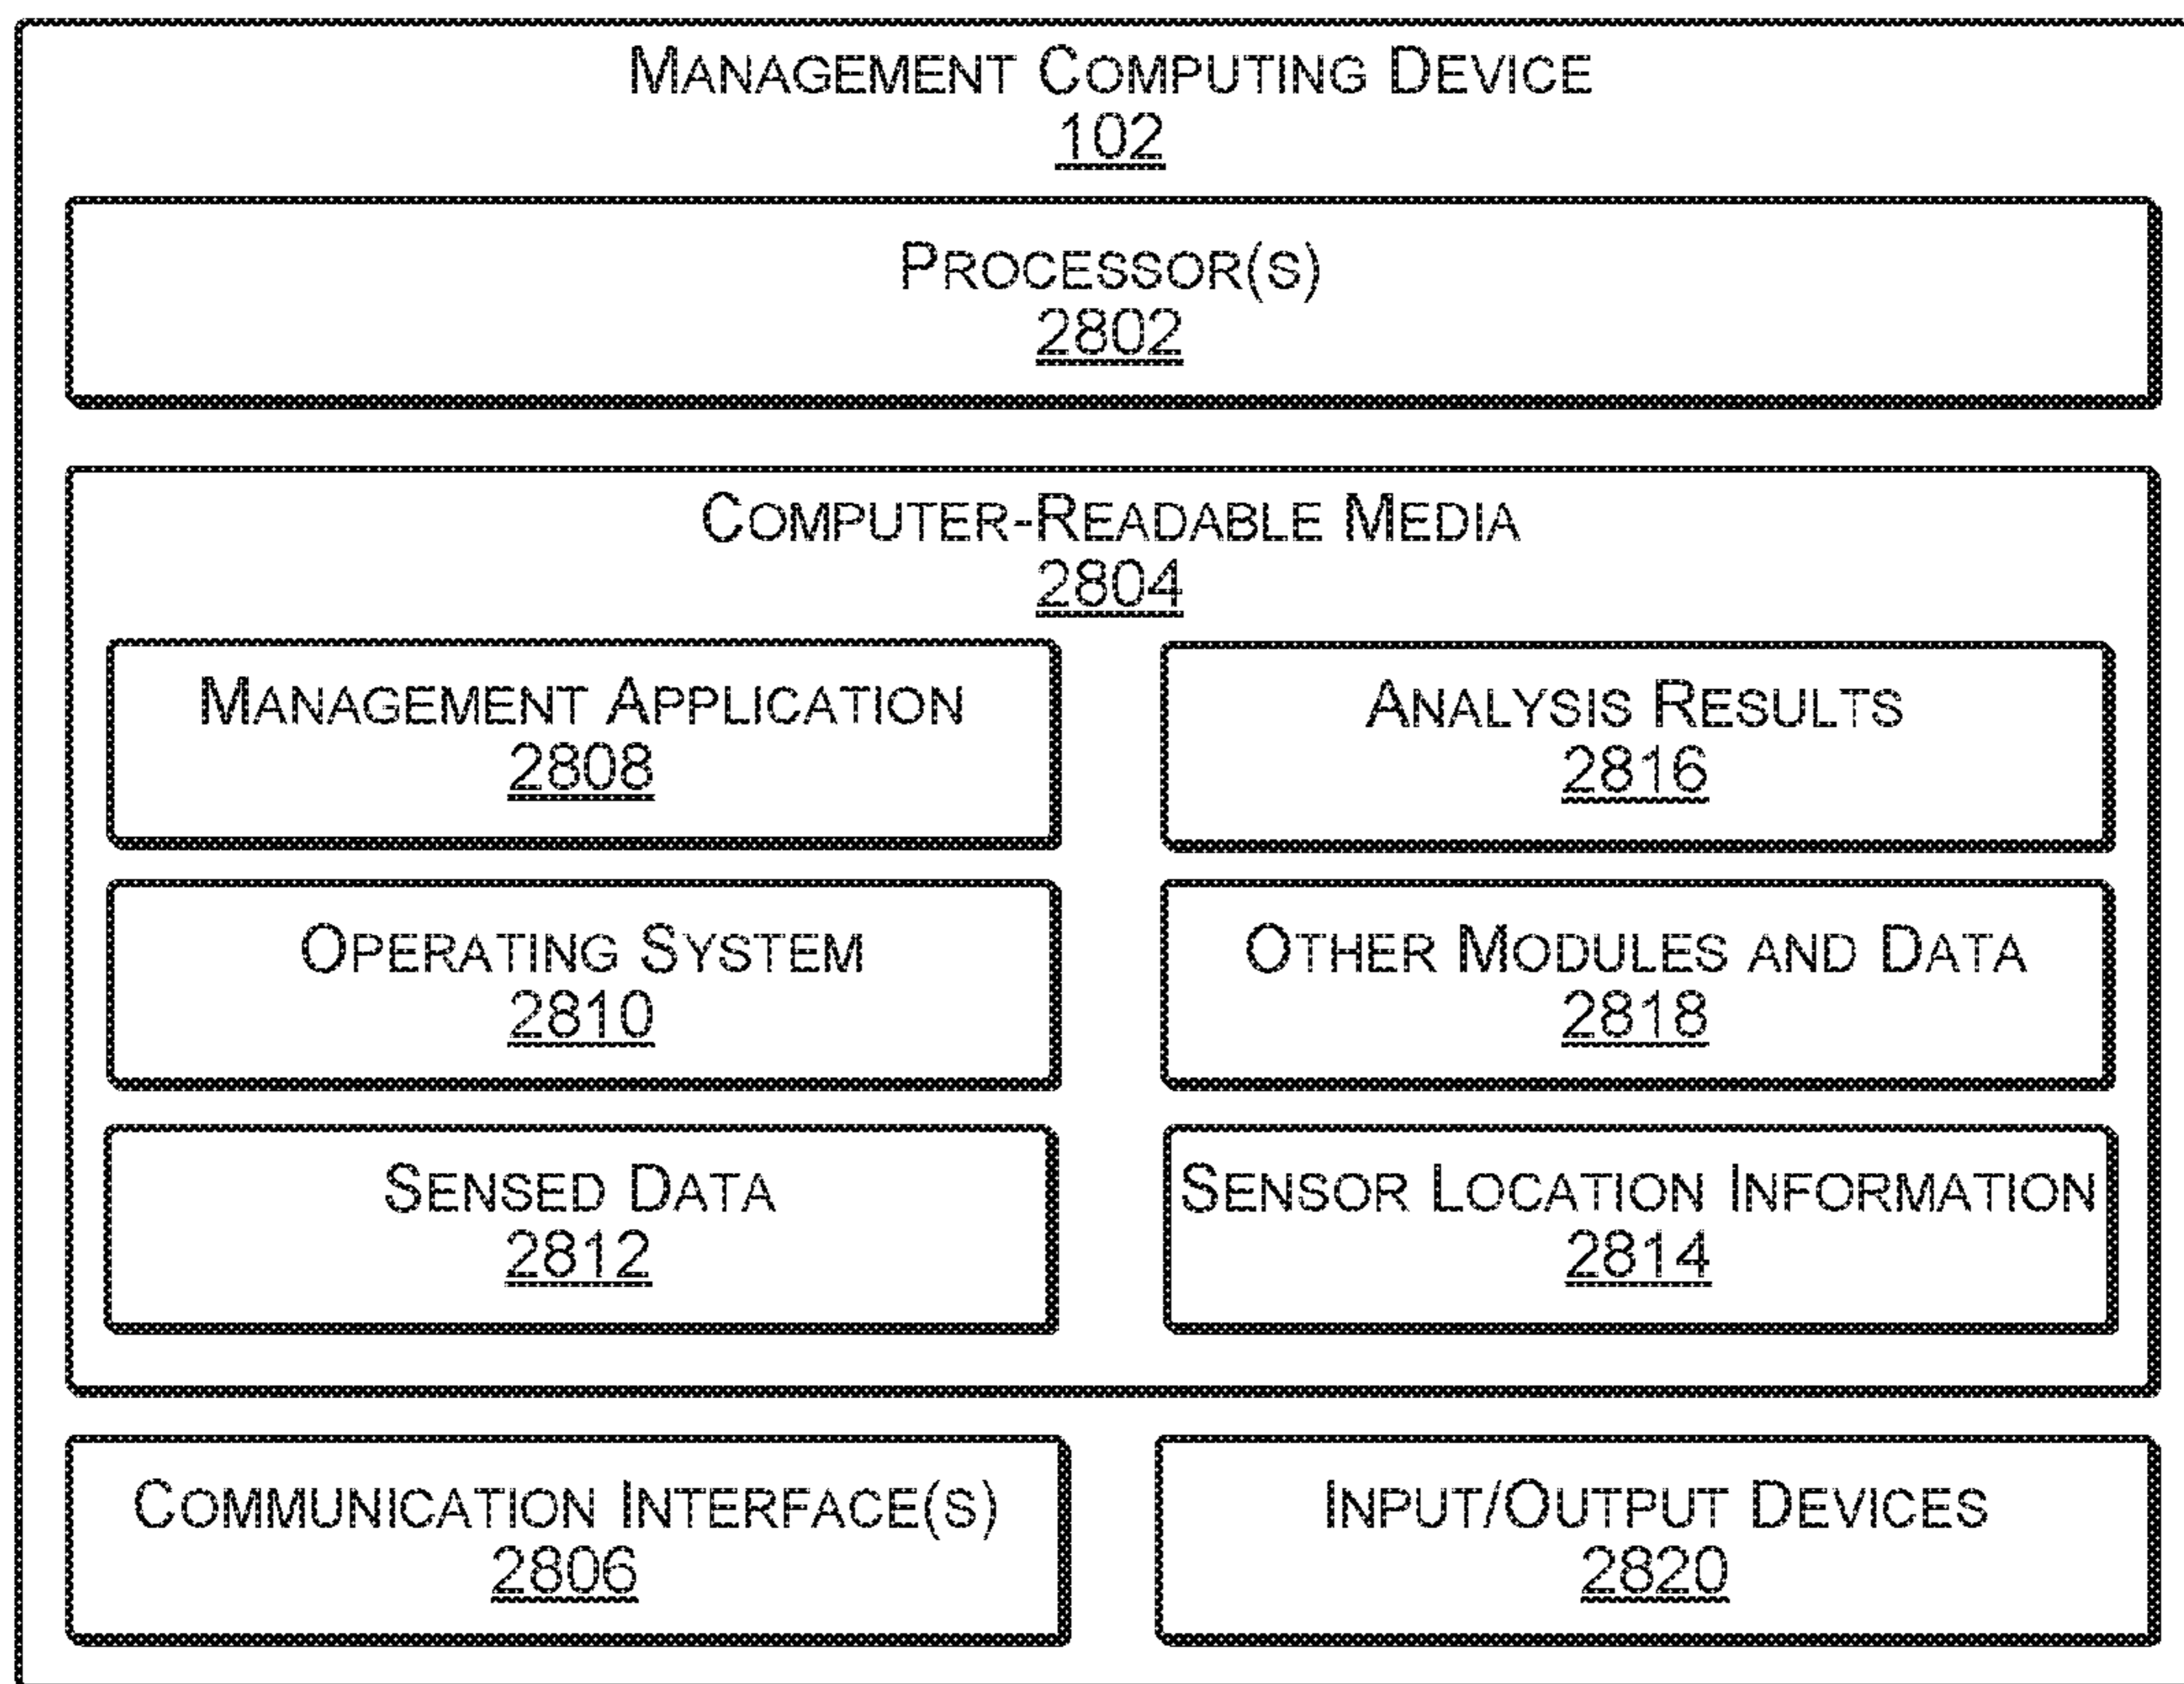 MANAGEMENT COMPUTING DEVICE
102
PROCESSOR(S)
2802
COMPUTER-READABLE MEDIA
2804
MANAGEMENT APPLICATION
2808
ANALYSIS RESULTS
2816
OPERATING SYSTEM
2810
OTHER MODULES AND DATA
2818
SENSED DATA
2812
SENSOR LOCATION INFORMATION
2814
COMMUNICATION INTERFACE(S)
2806
INPUT/OUTPUT DEVICES
2820